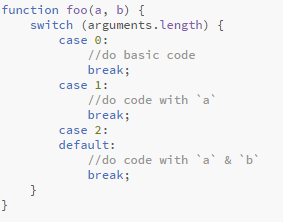 function foo(a, b) {
    switch (arguments.length) {
        case 0:
            //do basic code
            break;
        case 1:
            //do code with `a`
            break;
        case 2:
        default:
            //do code with `a` & `b`
            break;
    }
}